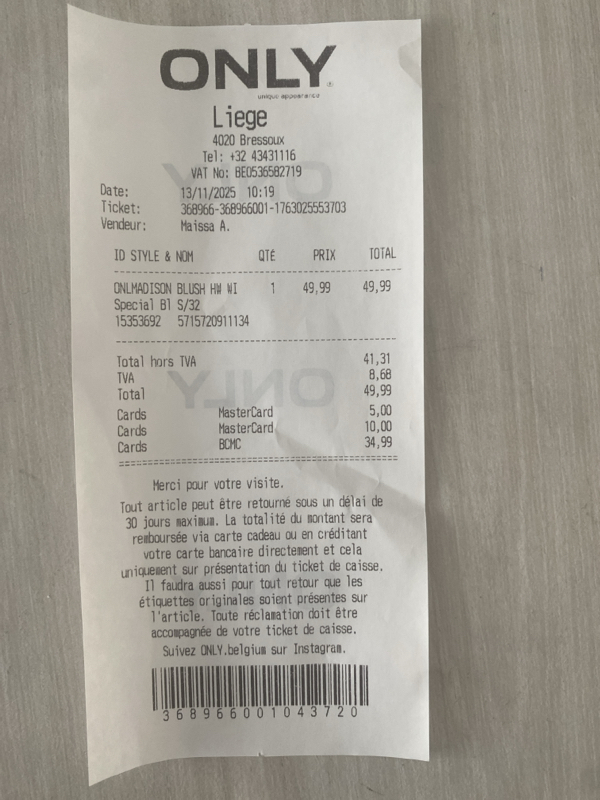 ONLY
unique appearance
Liege
4020 Bressoux
Tel: +32 43431116
VAT No: BE0536582719
Date: 13/11/2025 10:19
Ticket: 368966-368966001-1763025553703
Vendeur: Maissa A.
ID STYLE & NOM QTÉ PRIX TOTAL
ONLMADISON BLUSH HW WI 1 49,99 49,99
Special Bl S/32
15353692 5715720911134
Total hors TVA 41,31
TVA 8,68
Total 49,99
Cards MasterCard 5,00
Cards MasterCard 10,00
Cards BCMC 34,99
Merci pour votre visite.
Tout article peut être retourné sous un délai de
30 jours maximum. La totalité du montant sera
remboursée via carte cadeau ou en créditant
votre carte bancaire directement et cela
uniquement sur présentation du ticket de caisse.
Il faudra aussi pour tout retour que les
étiquettes originales soient présentes sur
l'article. Toute réclamation doit être
accompagnée de votre ticket de caisse.
Suivez ONLY.belgium sur Instagram.
368966001043720